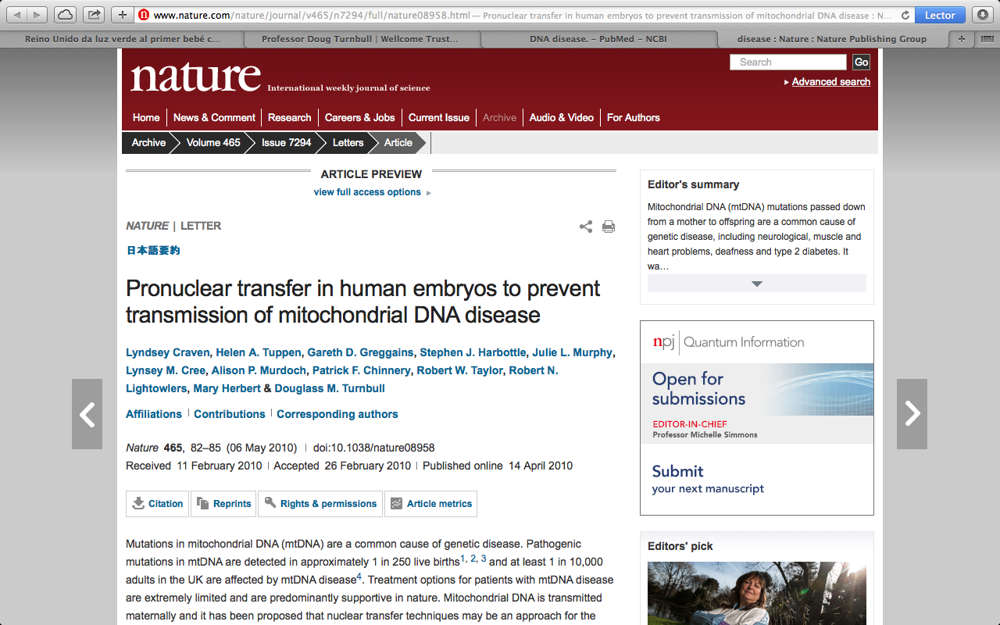 www.nature.com/nature/journal/v465/n7294/full/nature08958.html — Pronuclear transfer in human embryos to prevent transmission of mitochondrial DNA disease : N...
Lector
Reino Unido da luz verde al primer bebé c...
Professor Doug Turnbull | Wellcome Trust...
DNA disease. – PubMed – NCBI
disease : Nature : Nature Publishing Group
nature
International weekly journal of science
Search
Go
Advanced search
Home
News & Comment
Research
Careers & Jobs
Current Issue
Archive
Audio & Video
For Authors
Archive
Volume 465
Issue 7294
Letters
Article
ARTICLE PREVIEW
view full access options
NATURE | LETTER
日本語要約
Pronuclear transfer in human embryos to prevent
transmission of mitochondrial DNA disease
Lyndsey Craven, Helen A. Tuppen, Gareth D. Greggains, Stephen J. Harbottle, Julie L. Murphy,
Lynsey M. Cree, Alison P. Murdoch, Patrick F. Chinnery, Robert W. Taylor, Robert N.
Lightowlers, Mary Herbert & Douglass M. Turnbull
Affiliations | Contributions | Corresponding authors
Nature 465, 82–85 (06 May 2010) | doi:10.1038/nature08958
Received 11 February 2010 | Accepted 26 February 2010 | Published online 14 April 2010
Citation
Reprints
Rights & permissions
Article metrics
Mutations in mitochondrial DNA (mtDNA) are a common cause of genetic disease. Pathogenic
mutations in mtDNA are detected in approximately 1 in 250 live births1, 2, 3 and at least 1 in 10,000
adults in the UK are affected by mtDNA disease4. Treatment options for patients with mtDNA disease
are extremely limited and are predominantly supportive in nature. Mitochondrial DNA is transmitted
maternally and it has been proposed that nuclear transfer techniques may be an approach for the
Editor's summary
Mitochondrial DNA (mtDNA) mutations passed down
from a mother to offspring are a common cause of
genetic disease, including neurological, muscle and
heart problems, deafness and type 2 diabetes. It
wa…
npj | Quantum Information
Open for
submissions
EDITOR-IN-CHIEF
Professor Michelle Simmons
Submit
your next manuscript
Editors' pick